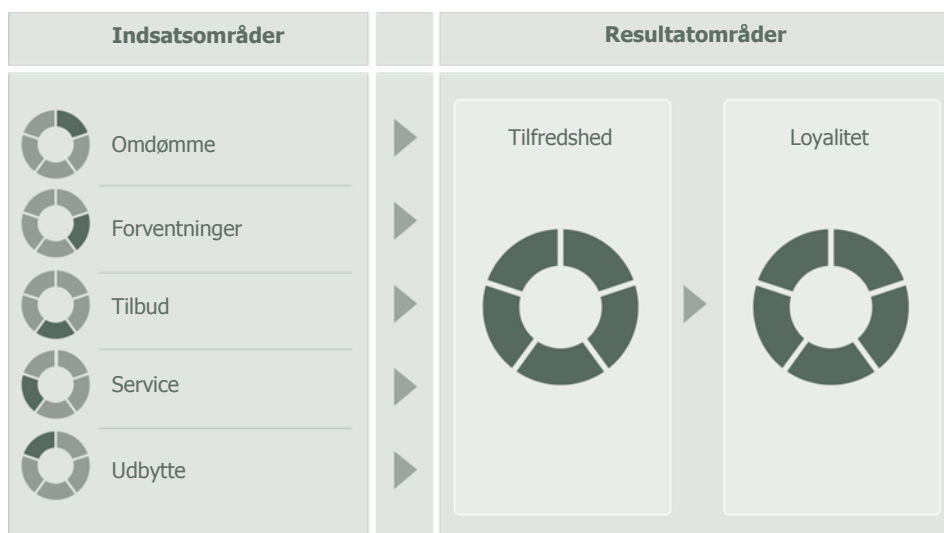 Indsatsområder
Resultatområder
Omdømme
Forventninger
Tilbud
Service
Udbytte
Tilfredshed
Loyalitet